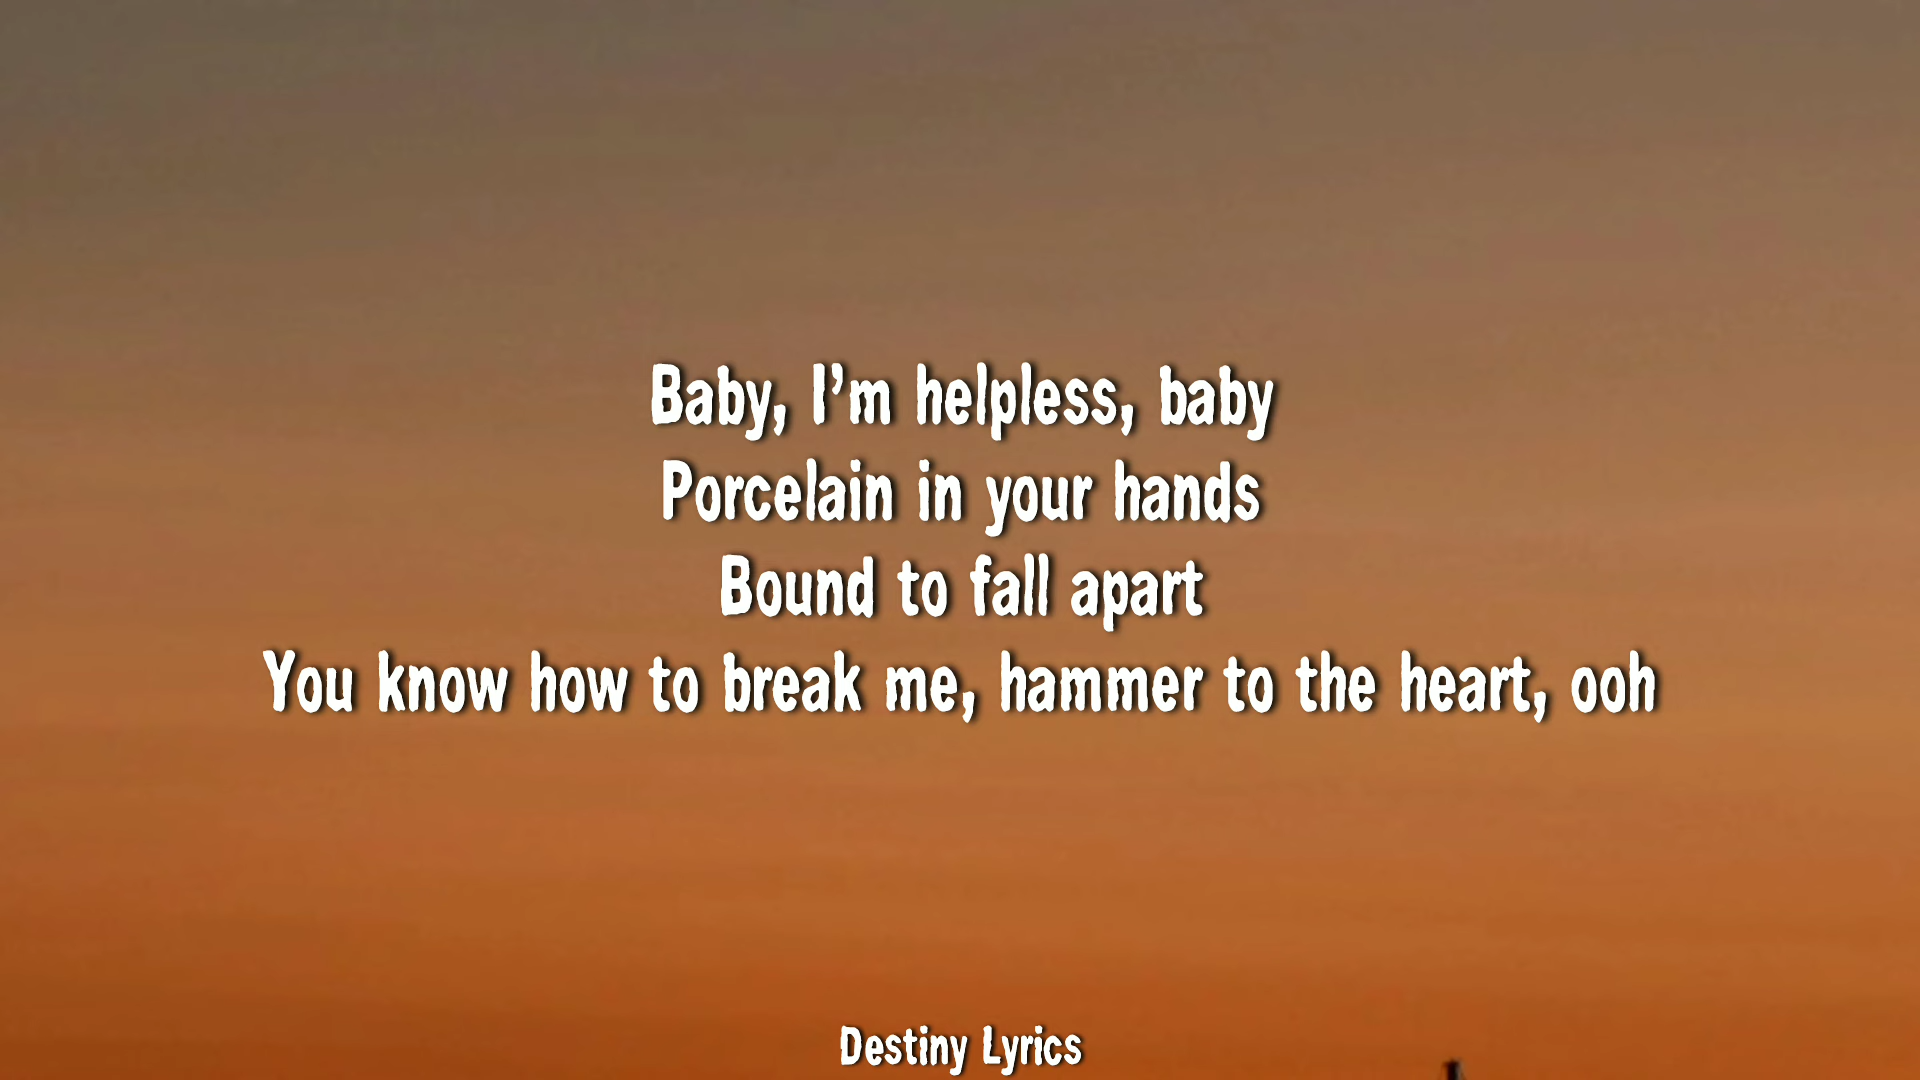 Baby, I'm helpless, baby
Porcelain in your hands
Bound to fall apart
You know how to break me, hammer to the heart, ooh
Destiny Lyrics